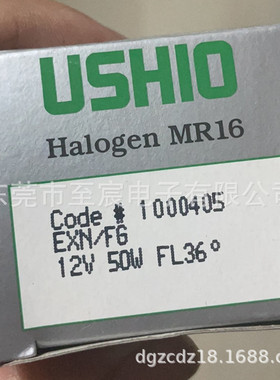 USHIO
Halogen MR16
东莞市至宸电子有限公司
Code # 1000405
EXN/FG
12V 50W FL36°
dgzcdz18.1688.c